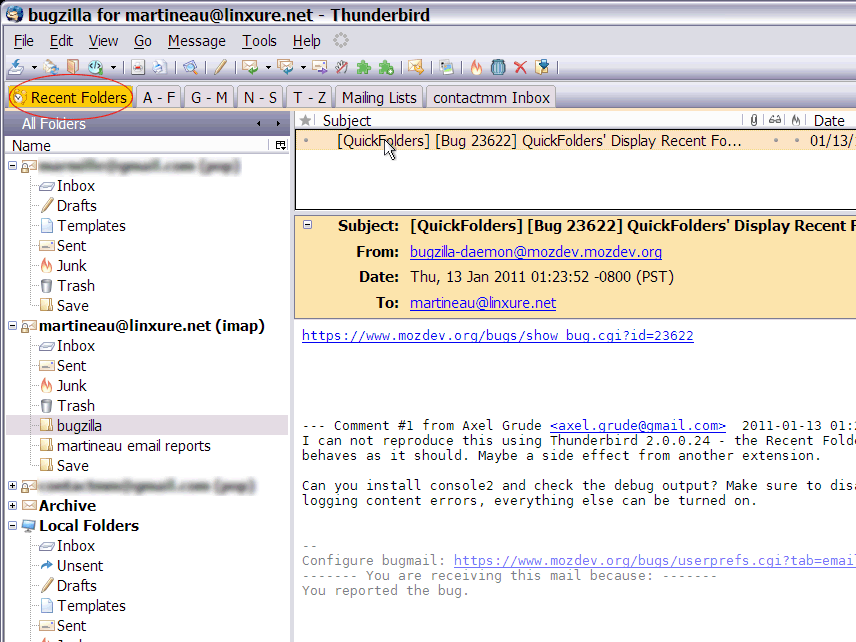 bugzilla for martineau@linxure.net - Thunderbird
File Edit View Go Message Tools Help
Recent Folders A - F G - M N - S T - Z Mailing Lists contactmm Inbox
All Folders
Name
Inbox
Drafts
Templates
Sent
Junk
Trash
Save
martineau@linxure.net (imap)
Inbox
Sent
Junk
Trash
bugzilla
martineau email reports
Save
Archive
Local Folders
Inbox
Unsent
Drafts
Templates
Sent
Subject Date
[QuickFolders] [Bug 23622] QuickFolders' Display Recent Fo... 01/13/
Subject: [QuickFolders] [Bug 23622] QuickFolders' Display Recent F
From: bugzilla-daemon@mozdev.mozdev.org
Date: Thu, 13 Jan 2011 01:23:52 -0800 (PST)
To: martineau@linxure.net
https://www.mozdev.org/bugs/show_bug.cgi?id=23622
--- Comment #1 from Axel Grude <axel.grude@gmail.com> 2011-01-13 01:2
I can not reproduce this using Thunderbird 2.0.0.24 - the Recent Folde
behaves as it should. Maybe a side effect from another extension.
Can you install console2 and check the debug output? Make sure to disa
logging content errors, everything else can be turned on.
--
Configure bugmail: https://www.mozdev.org/bugs/userprefs.cgi?tab=emai
------- You are receiving this mail because: -------
You reported the bug.